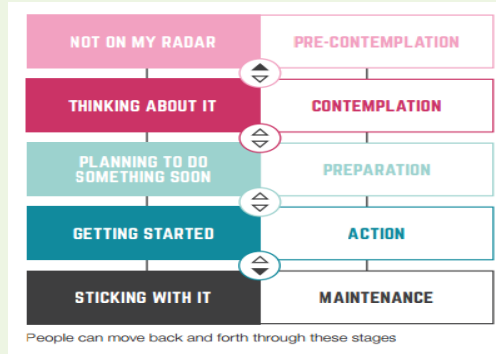 NOT ON MY RADAR
PRE-CONTEMPLATION
THINKING ABOUT IT
CONTEMPLATION
PLANNING TO DO
SOMETHING SOON
PREPARATION
GETTING STARTED
ACTION
STICKING WITH IT
MAINTENANCE
People can move back and forth through these stages